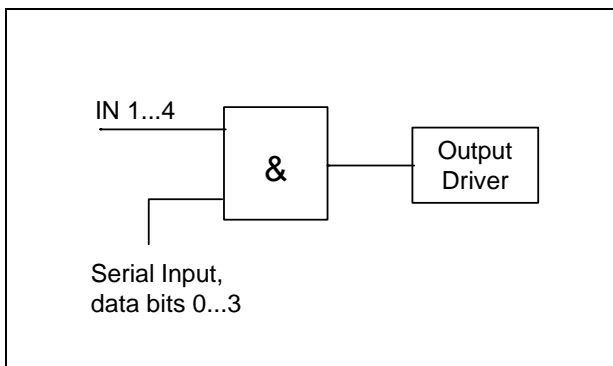 IN 1...4
&
Output
Driver
Serial Input,
data bits 0...3